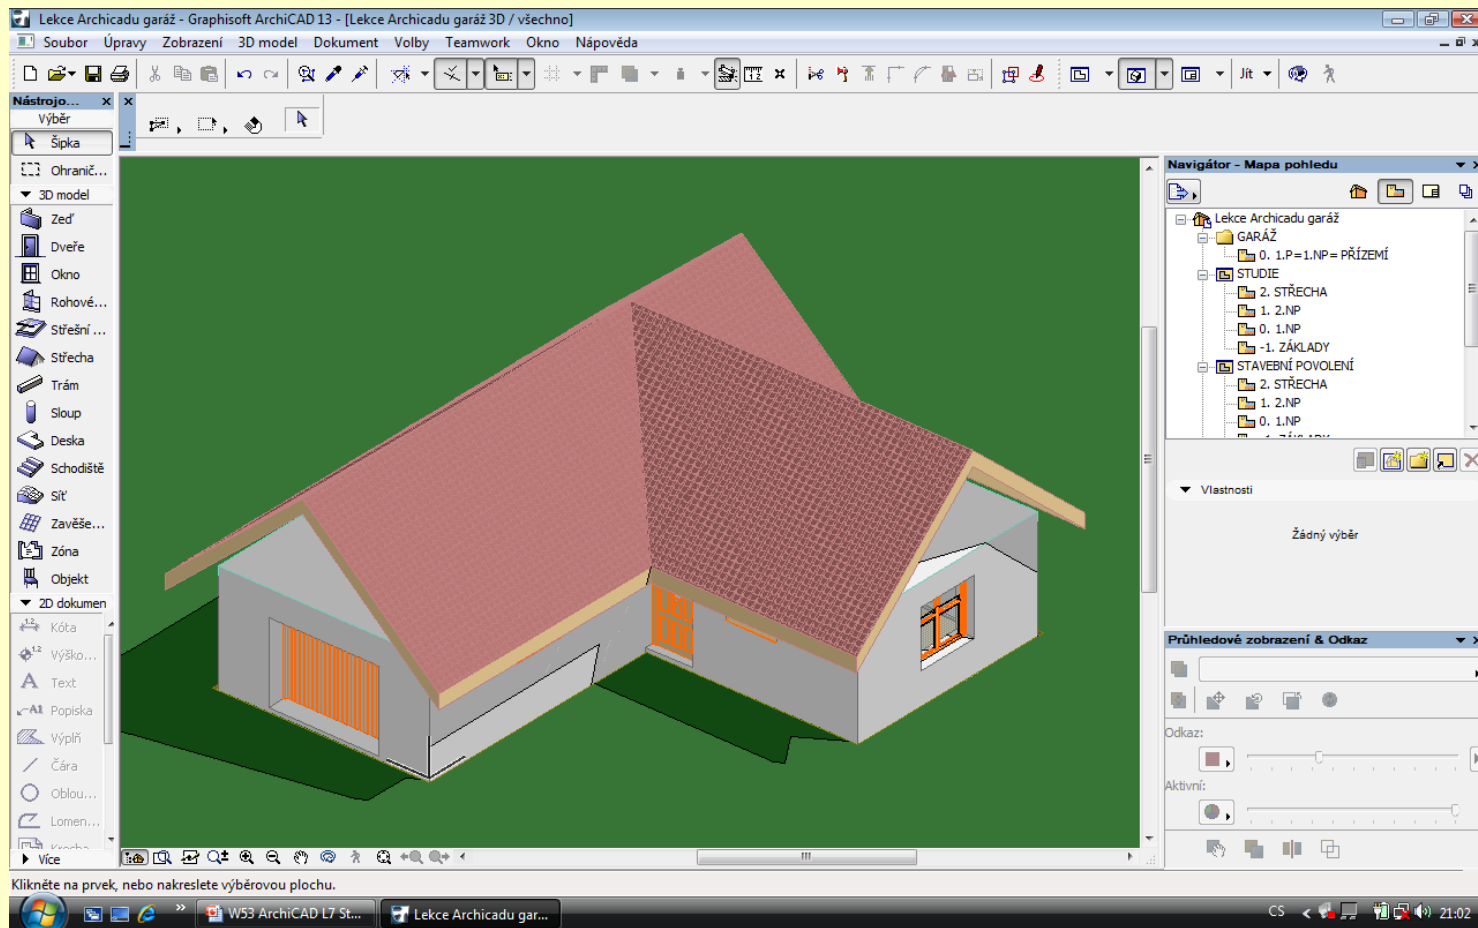 Lekce Archicadu garáž - Graphisoft ArchiCAD 13 - [Lekce Archicadu garáž 3D / všechno]
Soubor Úpravy Zobrazení 3D model Dokument Volby Teamwork Okno Nápověda
Jít
Nástrojo...
Výběr
Šipka
Ohranič...
3D model
Zeď
Dveře
Okno
Rohové...
Střešní ...
Střecha
Trám
Sloup
Deska
Schodiště
Síť
Zavěše...
Zóna
Objekt
2D dokumen
Kóta
Výško...
Text
Popiska
Výplň
Čára
Oblou...
Lomen...
Více
Navigátor - Mapa pohledu
Lekce Archicadu garáž
GARÁŽ
0. 1.P=1.NP= PŘÍZEMÍ
STUDIE
2. STŘECHA
1. 2.NP
0. 1.NP
-1. ZÁKLADY
STAVEBNÍ POVOLENÍ
2. STŘECHA
1. 2.NP
0. 1.NP
-1. ZÁKLADY
Vlastnosti
Žádný výběr
Průhledové zobrazení & Odkaz
Odkaz:
Aktivní:
Klikněte na prvek, nebo nakreslete výběrovou plochu.
W53 ArchiCAD L7 St...
Lekce Archicadu gar...
CS
21:02